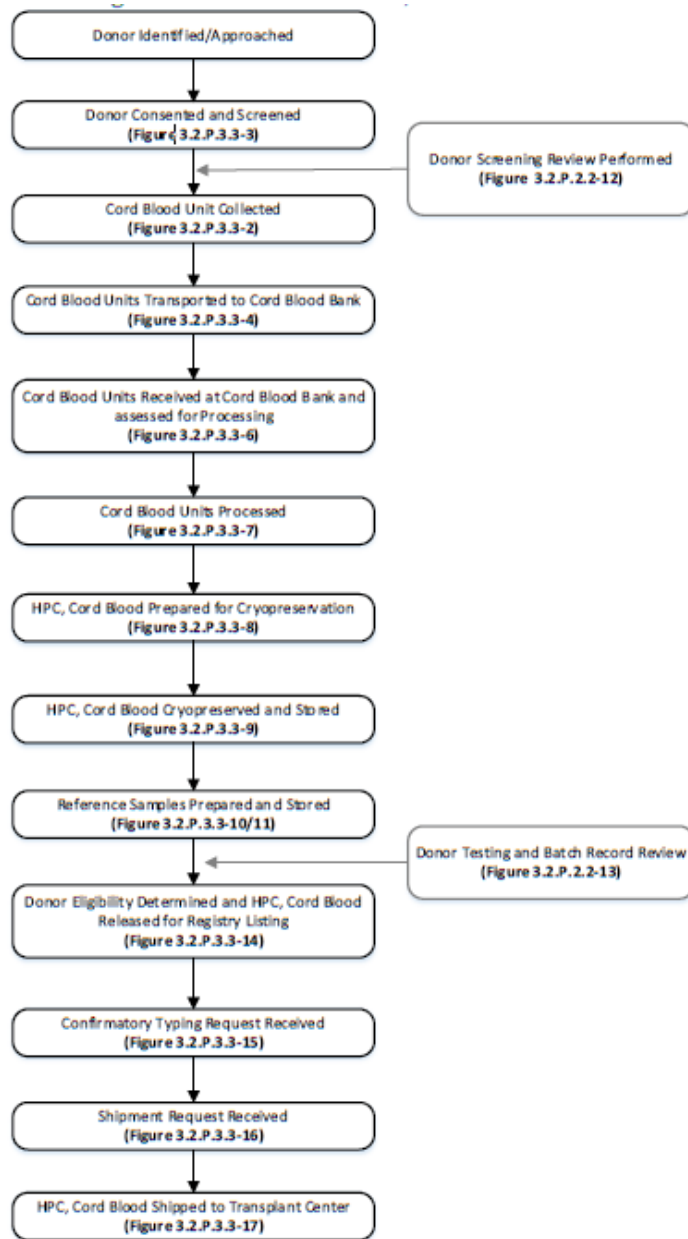 Donor Identified/Approached
Donor Consented and Screened
(Figure 3.2.P.3.3-3)
Donor Screening Review Performed
(Figure 3.2.P.2.2-12)
Cord Blood Unit Collected
(Figure 3.2.P.3.3-2)
Cord Blood Units Transported to Cord Blood Bank
(Figure 3.2.P.3.3-4)
Cord Blood Units Received at Cord Blood Bank and
assessed for Processing
(Figure 3.2.P.3.3-6)
Cord Blood Units Processed
(Figure 3.2.P.3.3-7)
HPC, Cord Blood Prepared for Cryopreservation
(Figure 3.2.P.3.3-8)
HPC, Cord Blood Cryopreserved and Stored
(Figure 3.2.P.3.3-9)
Reference Samples Prepared and Stored
(Figure 3.2.P.3.3-10/11)
Donor Testing and Batch Record Review
(Figure 3.2.P.2.2-13)
Donor Eligibility Determined and HPC, Cord Blood
Released for Registry Listing
(Figure 3.2.P.3.3-14)
Confirmatory Typing Request Received
(Figure 3.2.P.3.3-15)
Shipment Request Received
(Figure 3.2.P.3.3-16)
HPC, Cord Blood Shipped to Transplant Center
(Figure 3.2.P.3.3-17)